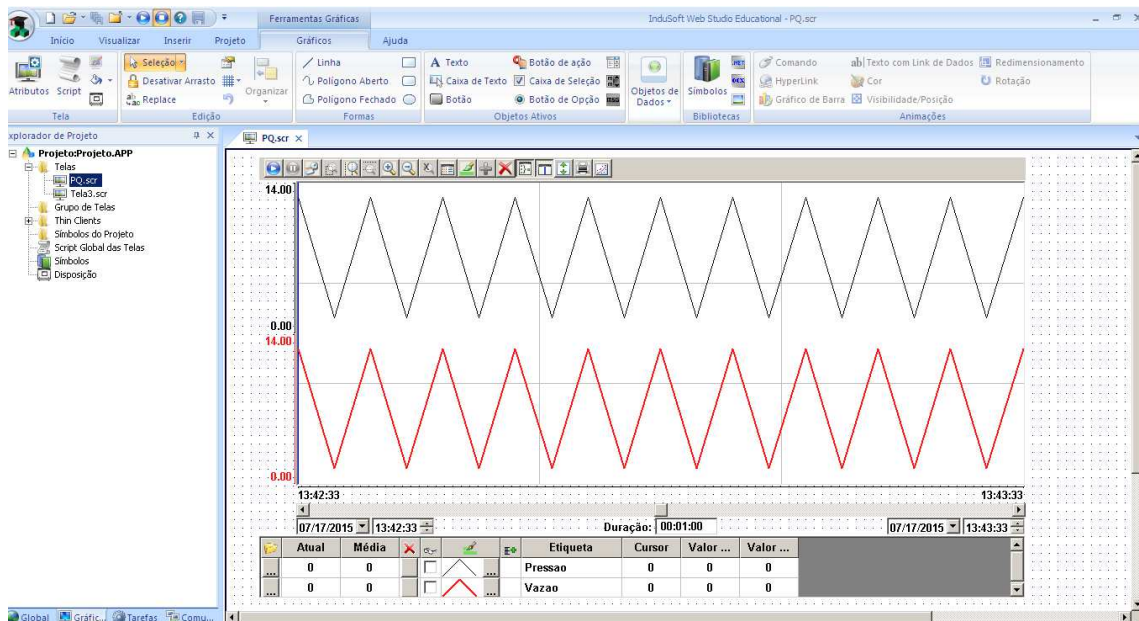 Ferramentas Gráficas
InduSoft Web Studio Educational - PQ.scr
Início Visualizar Inserir Projeto Gráficos Ajuda
Seleção Linha A Texto Botão de ação Comando ab Texto com Link de Dados Redimensionamento
Desativar Arrasto Polígono Aberto Caixa de Texto Caixa de Seleção HyperLink Cor Rotação
Atributos Script Replace Organizar Polígono Fechado Botão Botão de Opção Objetos de Dados Símbolos Gráfico de Barra Visibilidade/Posição
Tela Edição Formas Objetos Ativos Bibliotecas Animações
xplorador de Projeto
PQ.scr
Projeto:Projeto.APP
Telas
PQ.scr
Tela3.scr
Grupo de Telas
Thin Clients
Símbolos do Projeto
Script Global das Telas
Símbolos
Disposição
14.00
0.00
14.00
0.00
13:42:33 13:43:33
07/17/2015 13:42:33 Duração: 00:01:00 07/17/2015 13:43:33
Atual Média Etiqueta Cursor Valor ... Valor ...
... 0 0 ... Pressao 0 0 0
... 0 0 ... Vazao 0 0 0
Global Gráfic... Tarefas Comu...